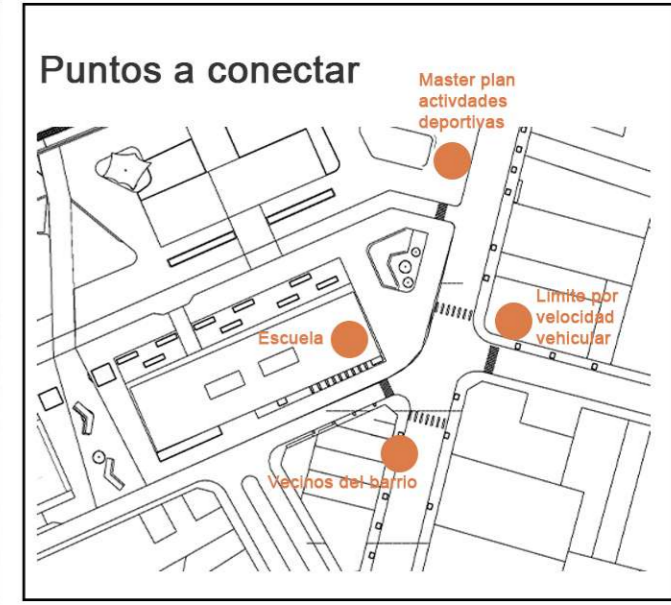 Puntos a conectar
Master plan
activdades
deportivas
Limite por
velocidad
vehicular
Escuela
Vecinos del barrio